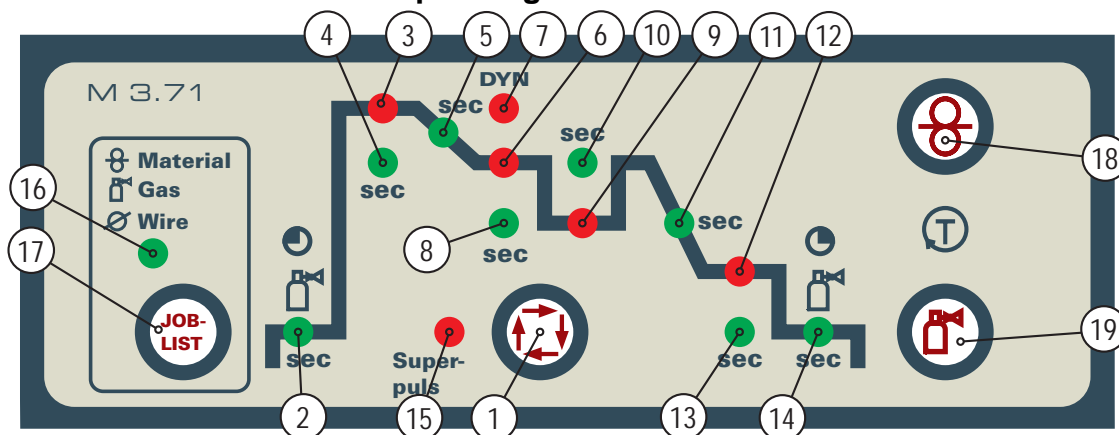 4 3 5 7 6 10 9 11 12
M 3.71
DYN
sec
sec
Material
Gas
Wire
sec
16
17
18
8
sec
sec
T
JOB-
LIST
sec
Super-
puls
sec
sec
19
2 15 1 13 14